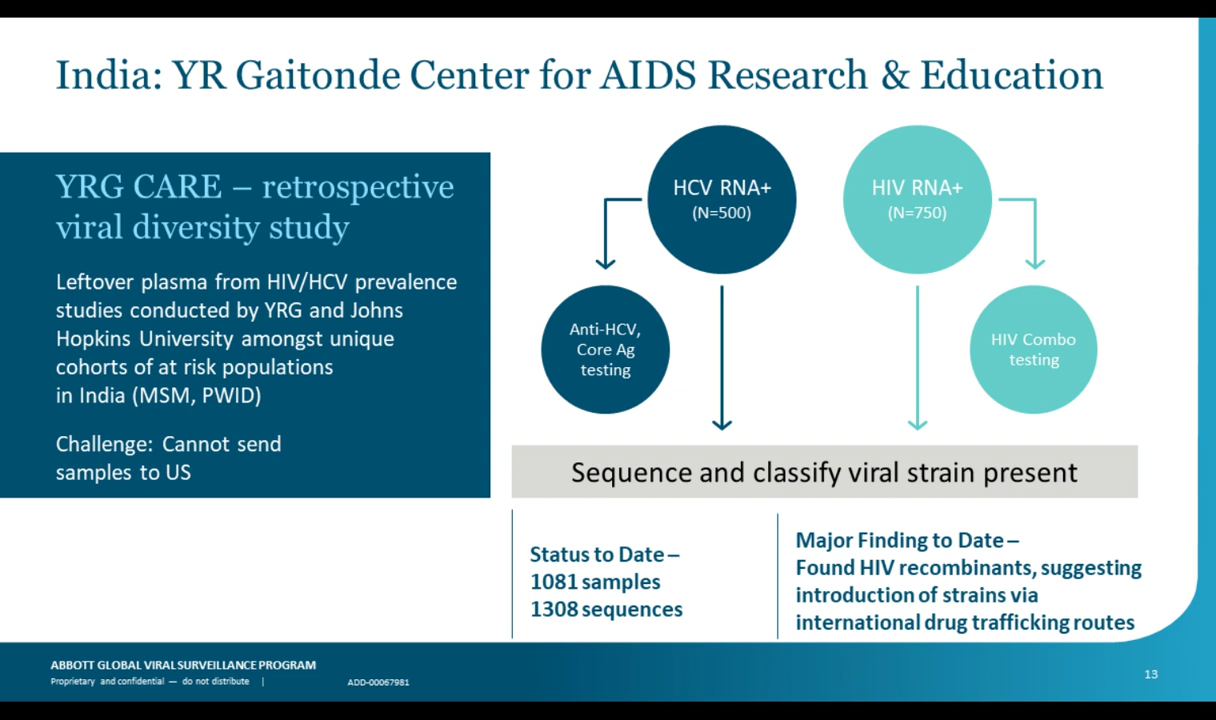 India: YR Gaitonde Center for AIDS Research & Education
YRG CARE – retrospective
viral diversity study
Leftover plasma from HIV/HCV prevalence
studies conducted by YRG and Johns
Hopkins University amongst unique
cohorts of at risk populations
in India (MSM, PWID)
Challenge: Cannot send
samples to US
HCV RNA+
(N=500)
HIV RNA+
(N=750)
Anti-HCV,
Core Ag
testing
HIV Combo
testing
Sequence and classify viral strain present
Status to Date –
1081 samples
1308 sequences
Major Finding to Date –
Found HIV recombinants, suggesting
introduction of strains via
international drug trafficking routes
ABBOTT GLOBAL VIRAL SURVEILLANCE PROGRAM
Proprietary and confidential — do not distribute | ADD-00067981
13